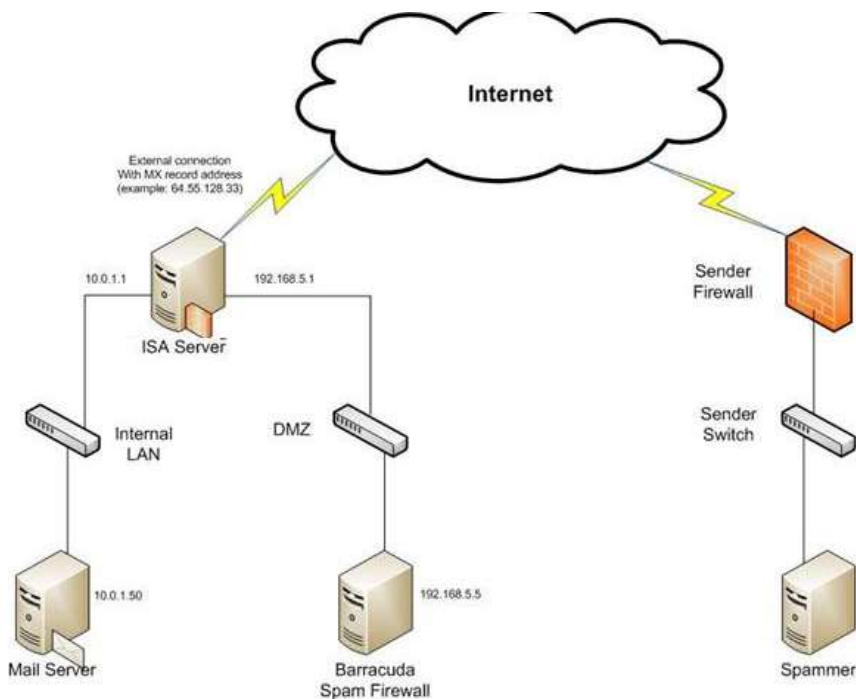 Internet
External connection
With MX record address
(example: 64.55.128.33)
10.0.1.1
192.168.5.1
ISA Server
Sender
Firewall
Internal
LAN
DMZ
Sender
Switch
10.0.1.50
192.168.5.5
Mail Server
Barracuda
Spam Firewall
Spammer